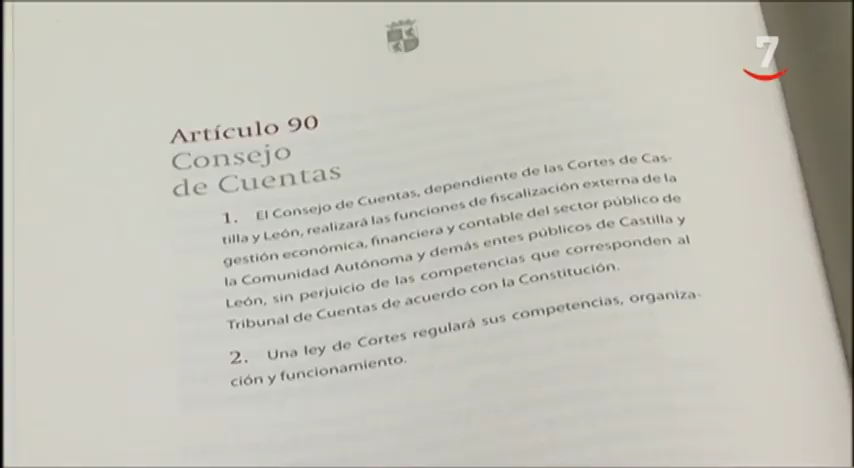 7
Artículo 90
Consejo
de Cuentas
1. El Consejo de Cuentas, dependiente de las Cortes de Cas-
tilla y León, realizará las funciones de fiscalización externa de la
gestión económica, financiera y contable del sector público de
la Comunidad Autónoma y demás entes públicos de Castilla y
León, sin perjuicio de las competencias que corresponden al
Tribunal de Cuentas de acuerdo con la Constitución.
2. Una ley de Cortes regulará sus competencias, organiza-
ción y funcionamiento.